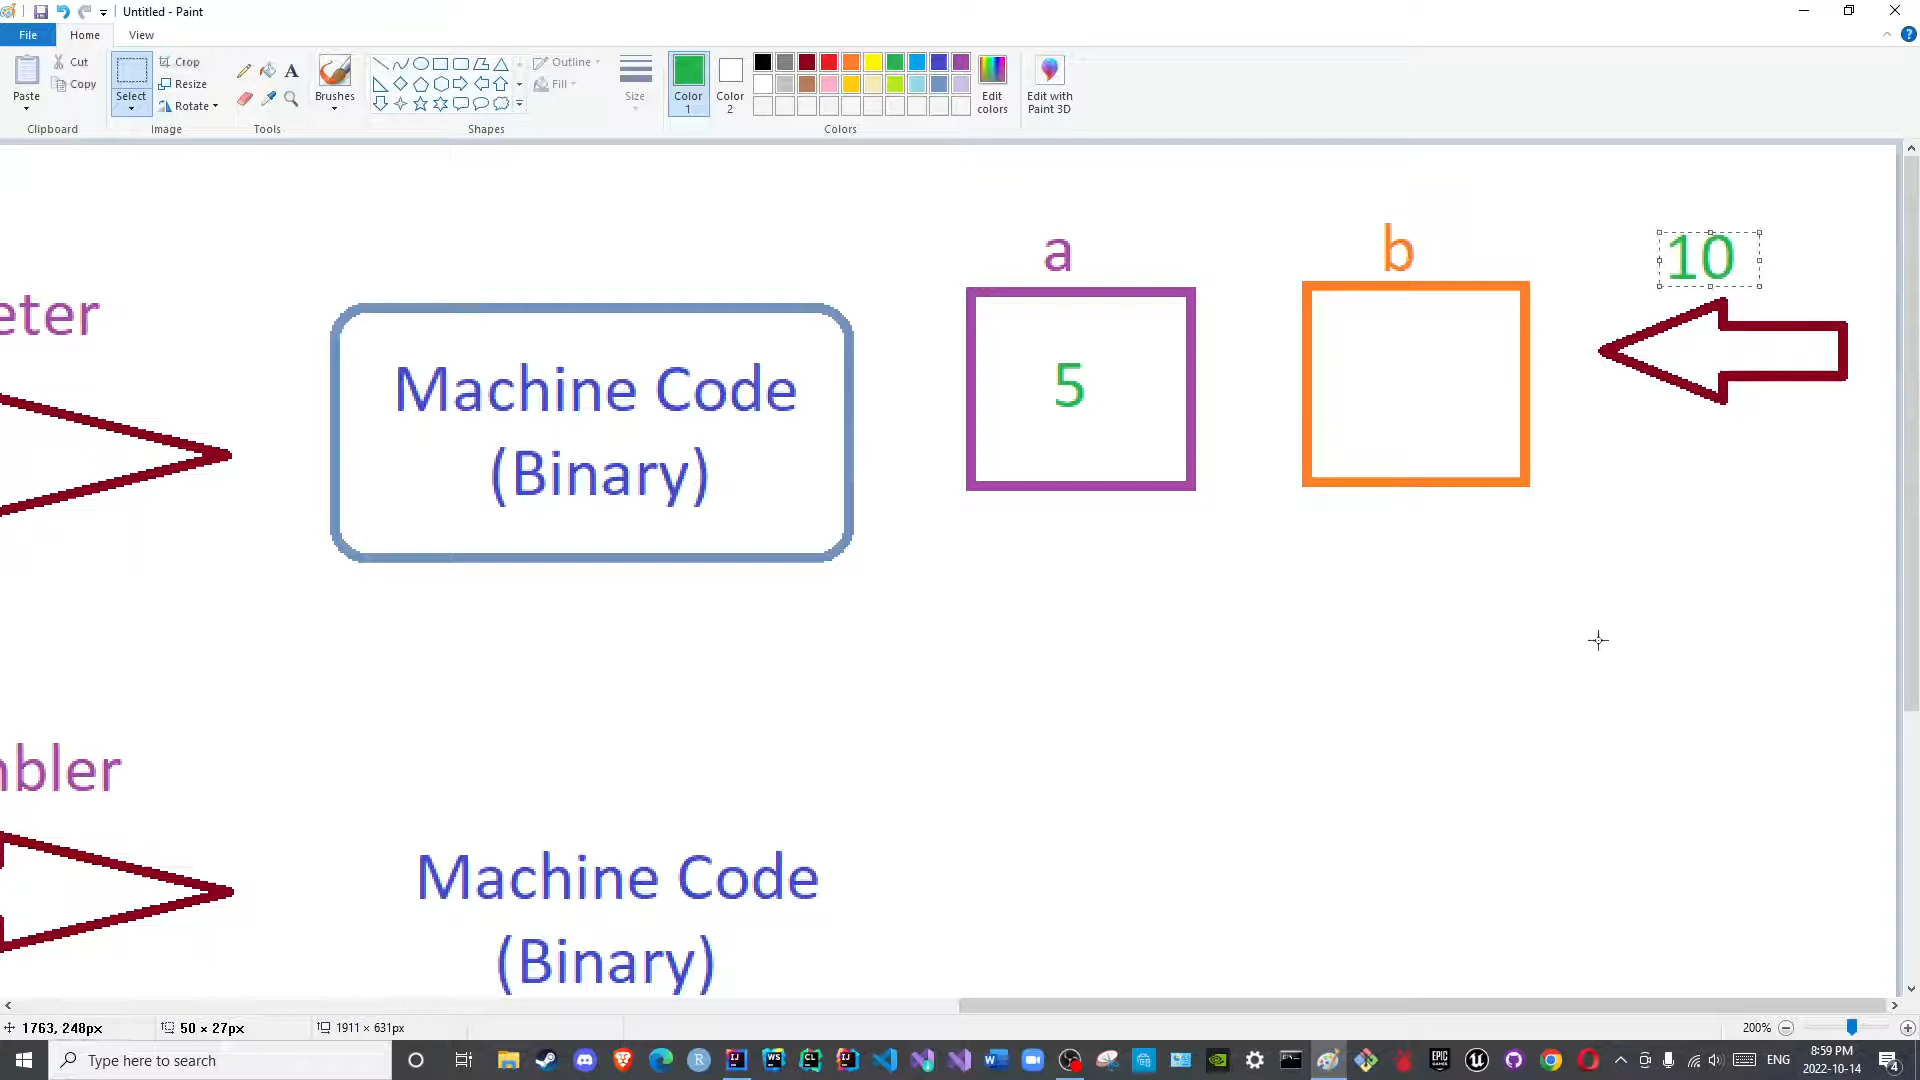 Untitled - Paint
File
Home
View
Paste
Cut
Copy
Clipboard
Select
Crop
Resize
Rotate
Image
Tools
Brushes
Outline
Fill
Shapes
Size
Color 1
Color 2
Edit colors
Colors
Edit with Paint 3D
a
b
10
eter
Machine Code
(Binary)
5
mbler
Machine Code
(Binary)
1763, 248px
50 × 27px
1911 × 631px
200%
Type here to search
ENG
8:59 PM
2022-10-14
4